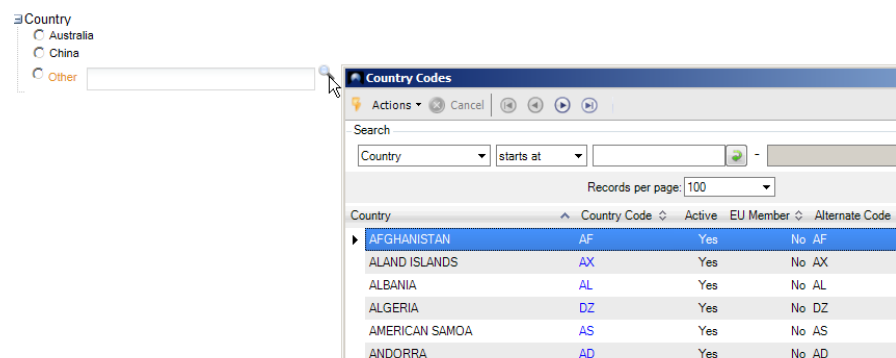 Country
Australia
China
Other
Country Codes
Actions Cancel
Search
Country starts at -
Records per page: 100
Country Country Code Active EU Member Alternate Code
AFGHANISTAN AF Yes No AF
ALAND ISLANDS AX Yes No AX
ALBANIA AL Yes No AL
ALGERIA DZ Yes No DZ
AMERICAN SAMOA AS Yes No AS
ANDORRA AD Yes No AD